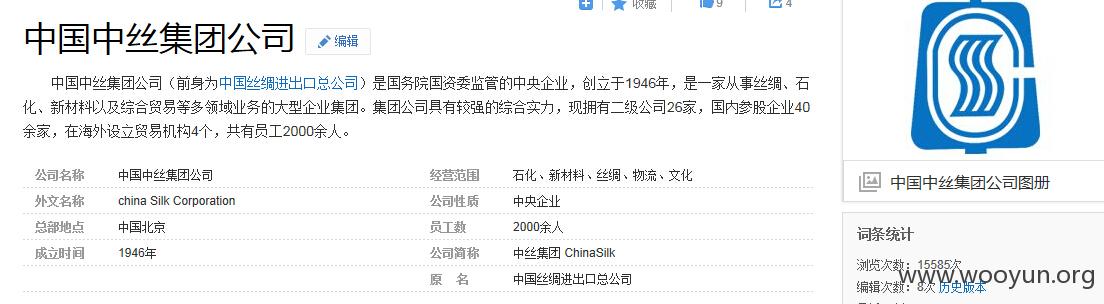 收藏
9
4
中国中丝集团公司
编辑
中国中丝集团公司（前身为中国丝绸进出口总公司）是国务院国资委监管的中央企业，创立于1946年，是一家从事丝绸、石
化、新材料以及综合贸易等多领域业务的大型企业集团。集团公司具有较强的综合实力，现拥有二级公司26家，国内参股企业40
余家，在海外设立贸易机构4个，共有员工2000余人。
公司名称 中国中丝集团公司 经营范围 石化、新材料、丝绸、物流、文化
外文名称 china Silk Corporation 公司性质 中央企业
总部地点 中国北京 员工数 2000余人
成立时间 1946年 公司简称 中丝集团 ChinaSilk
原 名 中国丝绸进出口总公司
中国中丝集团公司图册
词条统计
浏览次数：15585次
编辑次数：8次 历史版本
www.wooyun.org